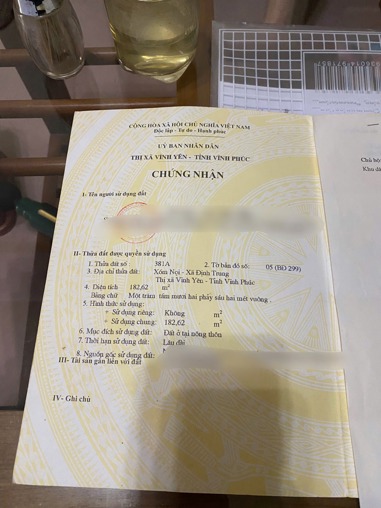 CỘNG HÒA XÃ HỘI CHỦ NGHĨA VIỆT NAM
Độc lập - Tự do - Hạnh phúc
UỶ BAN NHÂN DÂN
THỊ XÃ VĨNH YÊN - TỈNH VĨNH PHÚC
CHỨNG NHẬN
I- Tên người sử dụng đất
II- Thửa đất được quyền sử dụng
1. Thửa đất số : 381A 2. Tờ bản đồ số: 05 (BĐ 299)
3. Địa chỉ thửa đất: Xóm Nọi - Xã Định Trung
Thị xã Vĩnh Yên - Tỉnh Vĩnh Phúc
4. Diện tích 182,62 m²
Bằng chữ Một trăm tám mươi hai phẩy sáu hai mét vuông .
5. Hình thức sử dụng:
+ Sử dụng riêng: Không m²
+ Sử dụng chung: 182,62 m²
6. Mục đích sử dụng đất: Đất ở tại nông thôn
7. Thời hạn sử dụng đất: Lâu dài
8. Nguồn gốc sử dụng đất:
III- Tài sản gắn liền với đất
IV- Ghi chú
Chủ hộ
Khu dâ